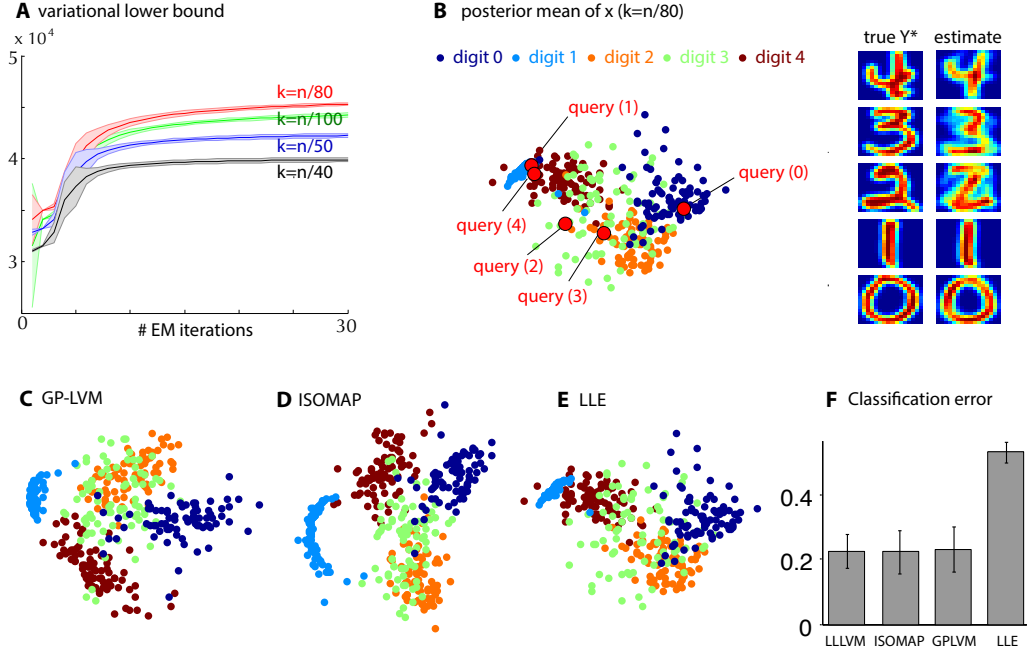 A variational lower bound
x 10⁴
5
4
3
0
30
# EM iterations
k=n/80
k=n/100
k=n/50
k=n/40
B posterior mean of x (k=n/80)
digit 0 digit 1 digit 2 digit 3 digit 4
query (1)
query (0)
query (4)
query (2)
query (3)
true Y* estimate
C GP-LVM
D ISOMAP
E LLE
F Classification error
0.4
0.2
0
LLLVM ISOMAP GPLVM LLE